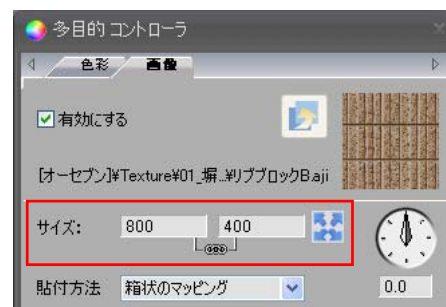 多目的 コントローラ
色彩 画像
有効にする
[オーセブン]¥Texture¥01_塀..¥リブブロックB.aji
サイズ: 800 400
貼付方法 箱状のマッピング 0.0